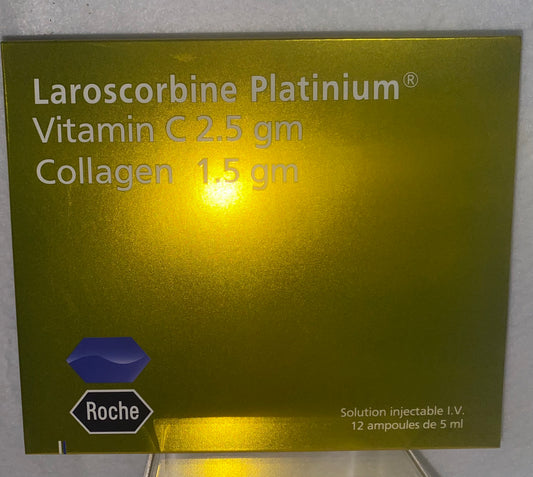 Laroscorbine Platinium®
Vitamin C 2.5 gm
Collagen 1.5 gm
Roche
Solution injectable I.V.
12 ampoules de 5 ml